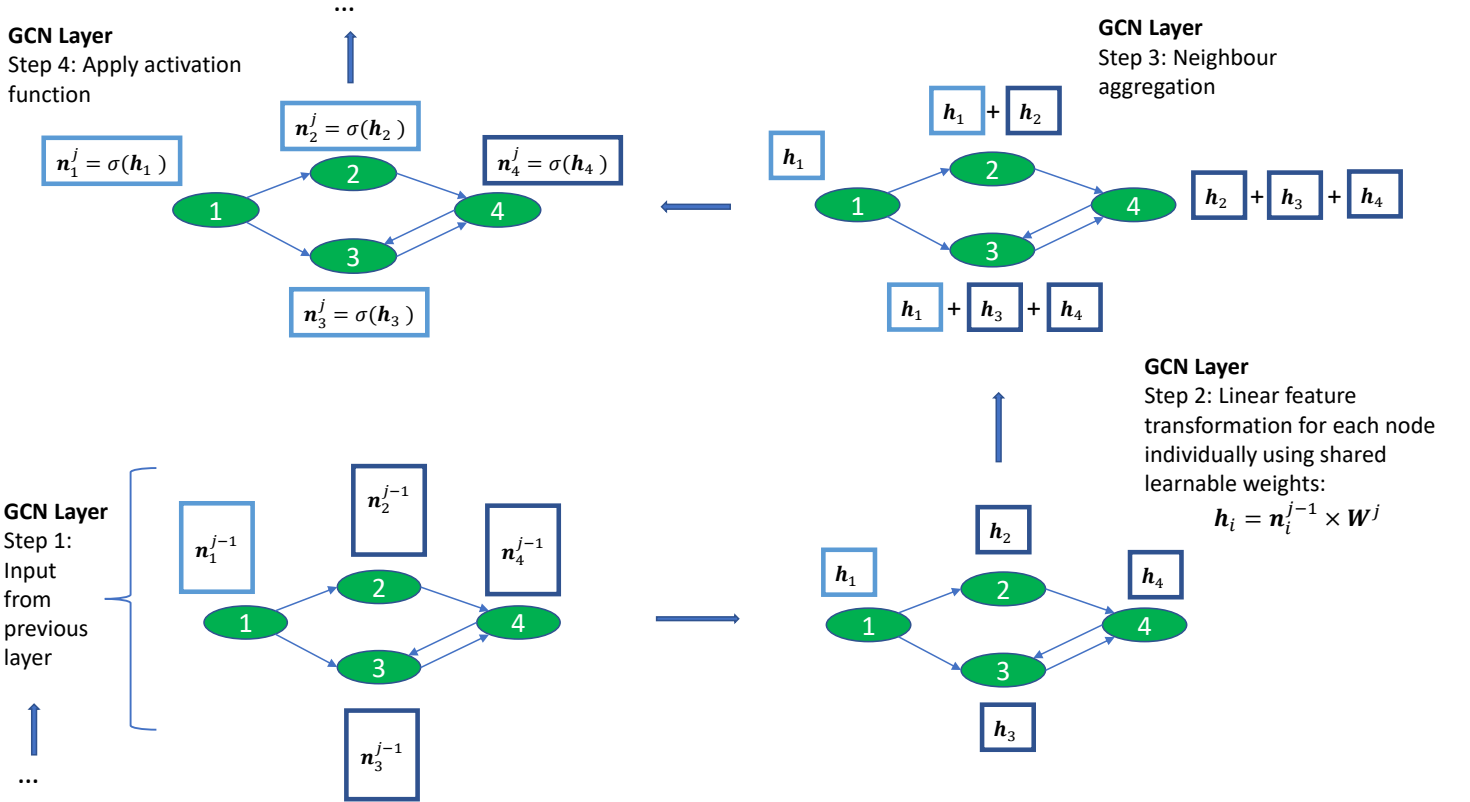 ...
GCN Layer
Step 4: Apply activation
function
n_1^j = σ(h_1 )
n_2^j = σ(h_2 )
n_4^j = σ(h_4 )
1
2
4
3
n_3^j = σ(h_3 )
GCN Layer
Step 3: Neighbour
aggregation
h_1 + h_2
h_1
2
1
4
h_2 + h_3 + h_4
3
h_1 + h_3 + h_4
GCN Layer
Step 1:
Input
from
previous
layer
...
n_1^{j−1}
n_2^{j−1}
n_4^{j−1}
2
1
4
3
n_3^{j−1}
GCN Layer
Step 2: Linear feature
transformation for each node
individually using shared
learnable weights:
h_i = n_i^{j−1} × W^j
h_2
h_1
h_4
2
1
4
3
h_3